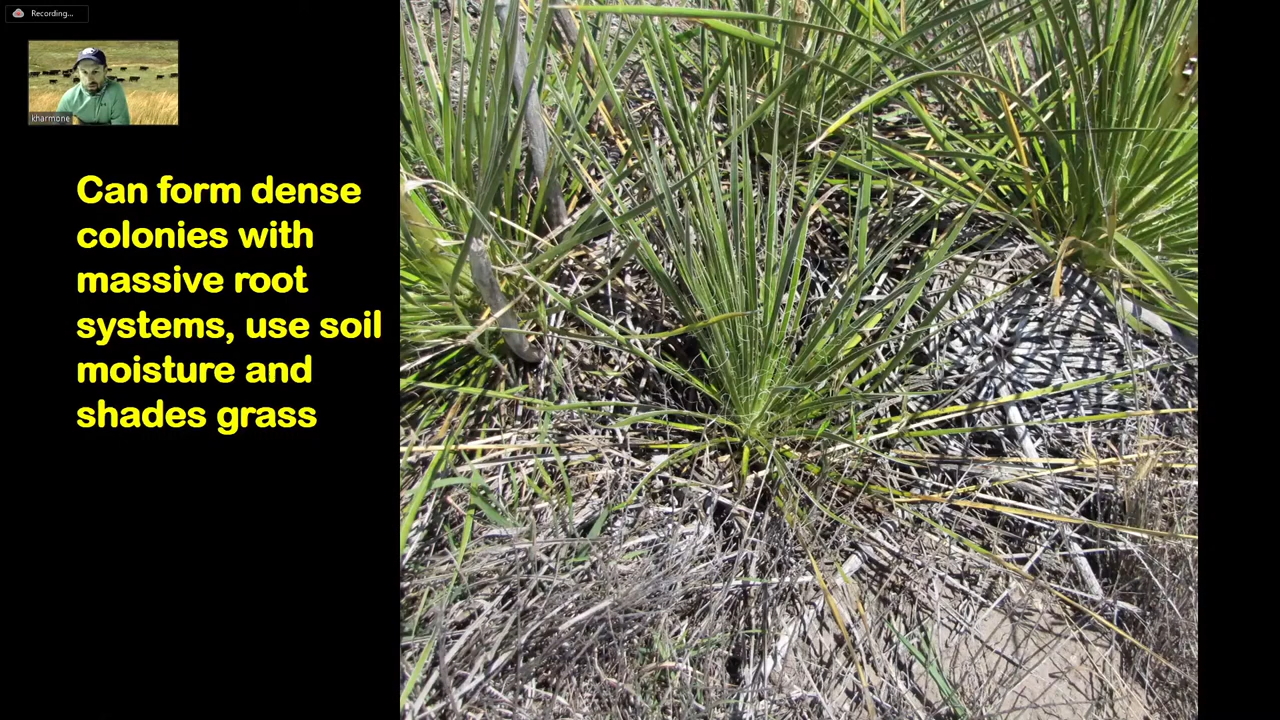 Recording...
kharmone
Can form dense
colonies with
massive root
systems, use soil
moisture and
shades grass